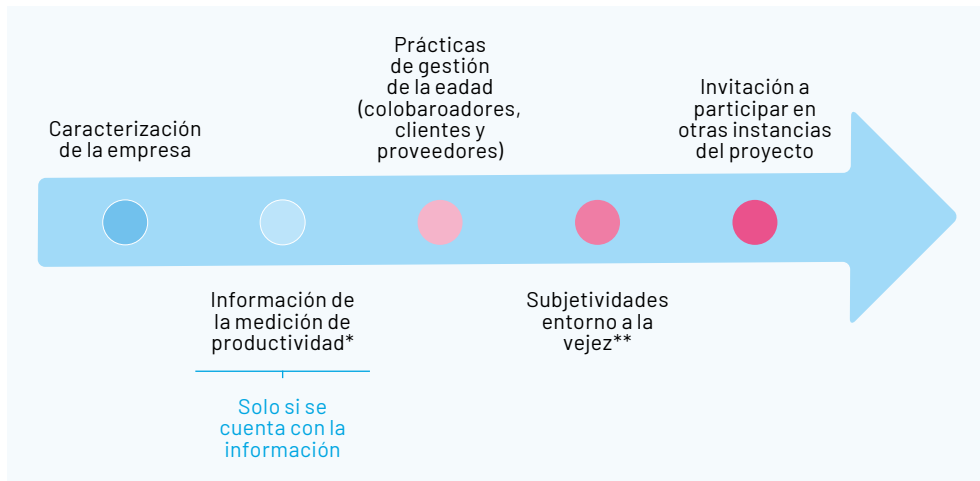 Caracterización
de la empresa
Información de
la medición de
productividad*
Solo si se
cuenta con la
información
Prácticas
de gestión
de la eadad
(colobaroadores,
clientes y
proveedores)
Subjetividades
entorno a la
vejez**
Invitación a
participar en
otras instancias
del proyecto